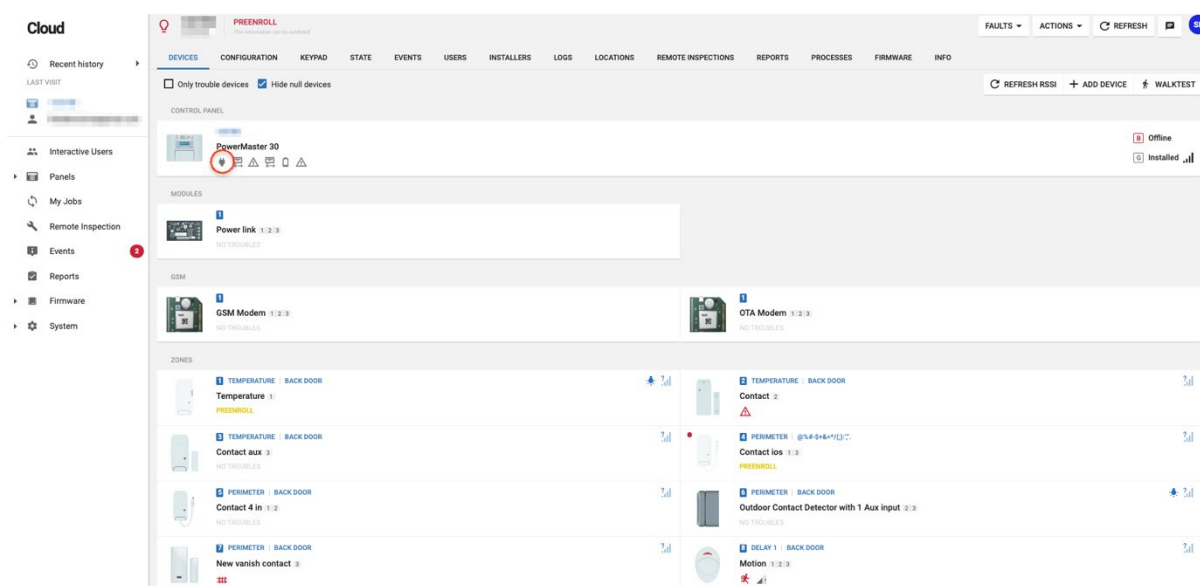 Cloud
PREENROLL
FAULTS
ACTIONS
REFRESH
DEVICES CONFIGURATION KEYPAD STATE EVENTS USERS INSTALLERS LOGS LOCATIONS REMOTE INSPECTIONS REPORTS PROCESSES FIRMWARE INFO
Recent history
LAST VISIT
Interactive Users
Panels
My Jobs
Remote Inspection
Events 2
Reports
Firmware
System
Only trouble devices Hide null devices
REFRESH RSSI + ADD DEVICE WALKTEST
CONTROL PANEL
PowerMaster 30
B Offline
G Installed
MODULES
1
Power link 1 2 3
NO TROUBLES
GSM
1
GSM Modem 1 2 3
NO TROUBLES
1
OTA Modem 1 2 3
NO TROUBLES
ZONES
1 TEMPERATURE | BACK DOOR
Temperature 1
PREENROLL
2 TEMPERATURE | BACK DOOR
Contact 2
3 TEMPERATURE | BACK DOOR
Contact aux 3
NO TROUBLES
4 PERIMETER
Contact ios 1 3
PREENROLL
5 PERIMETER | BACK DOOR
Contact 4 in 1 2
NO TROUBLES
6 PERIMETER | BACK DOOR
Outdoor Contact Detector with 1 Aux input 2 3
NO TROUBLES
7 PERIMETER | BACK DOOR
New vanish contact 3
8 DELAY 1 | BACK DOOR
Motion 1 2 3